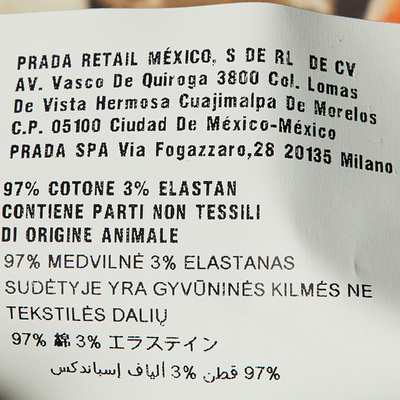 PRADA RETAIL MÉXICO, S DE RL DE CV
AV. Vasco De Quiroga 3800 Col. Lomas
De Vista Hermosa Cuajimalpa De Morelos
C.P. 05100 Ciudad De México-México
PRADA SPA Via Fogazzaro,28 20135 Milano
97% COTONE 3% ELASTAN
CONTIENE PARTI NON TESSILI
DI ORIGINE ANIMALE
97% MEDVILNĖ 3% ELASTANAS
SUDĖTYJE YRA GYVŪNINĖS KILMĖS NE
TEKSTILĖS DALIŲ
97% 綿 3% エラステイン
97% قطن 3% ألياف إسباندكس